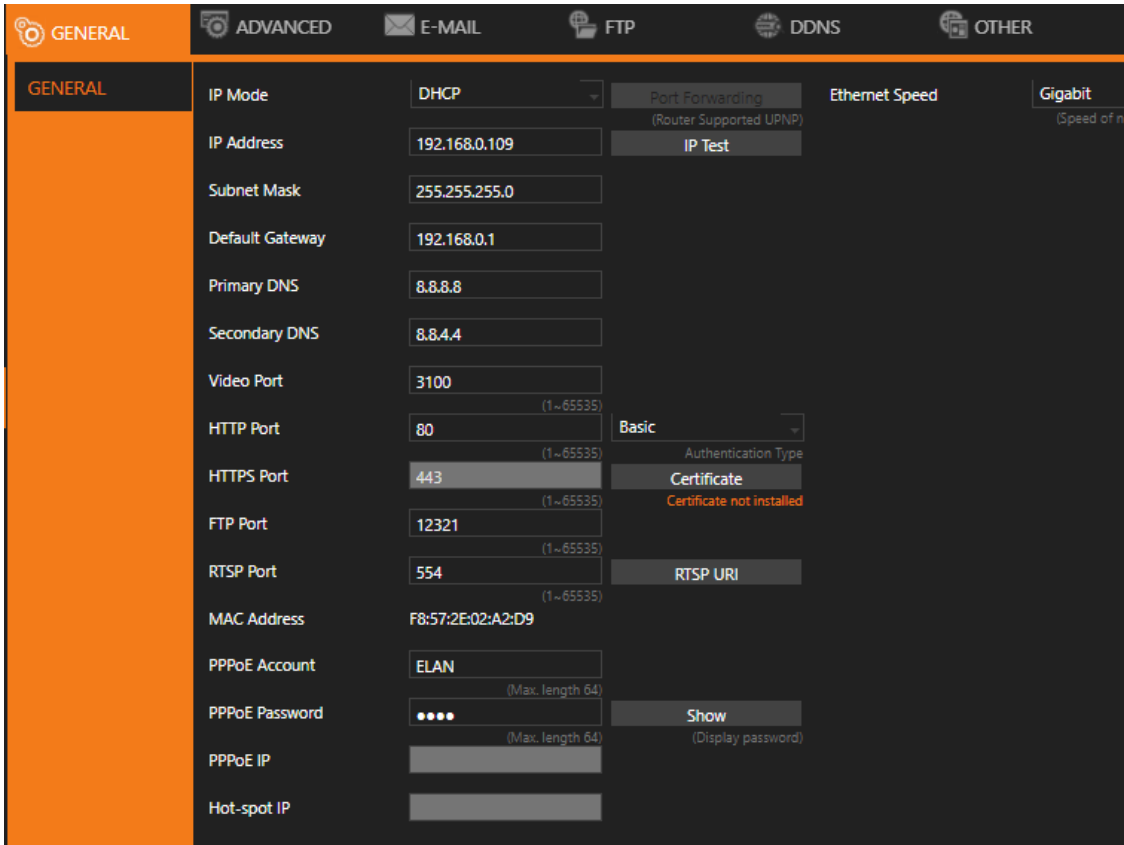 GENERAL ADVANCED E-MAIL FTP DDNS OTHER
GENERAL
IP Mode DHCP Port Forwarding Ethernet Speed Gigabit
(Router Supported UPNP) (Speed of n
IP Address 192.168.0.109 IP Test
Subnet Mask 255.255.255.0
Default Gateway 192.168.0.1
Primary DNS 8.8.8.8
Secondary DNS 8.8.4.4
Video Port 3100
(1~65535)
HTTP Port 80 Basic
(1~65535) Authentication Type
HTTPS Port 443 Certificate
(1~65535) Certificate not installed
FTP Port 12321
(1~65535)
RTSP Port 554 RTSP URI
(1~65535)
MAC Address F8:57:2E:02:A2:D9
PPPoE Account ELAN
(Max. length 64)
PPPoE Password ●●●● Show
(Max. length 64) (Display password)
PPPoE IP
Hot-spot IP